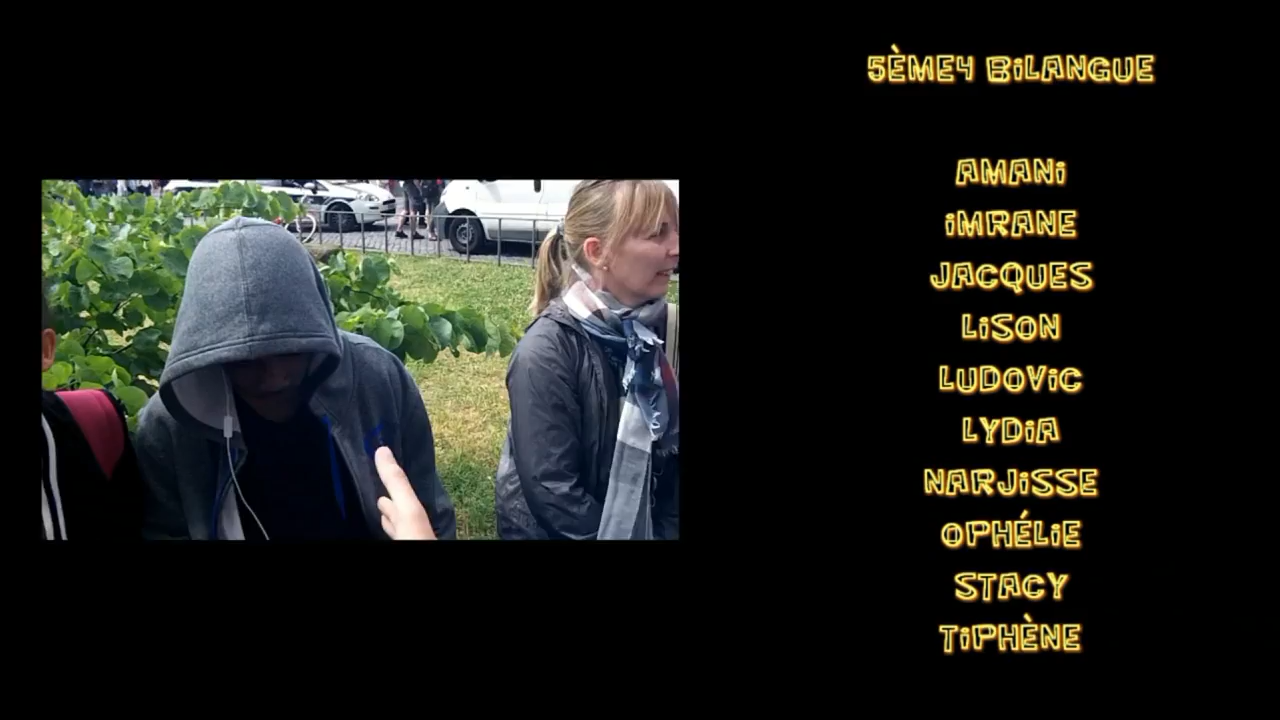 5ÈME4 BiLANGUE
AMANi
iMRANE
JACQUES
LiSON
LUDOViC
LYDiA
NARJiSSE
OPHÉLiE
STACY
TiPHÈNE